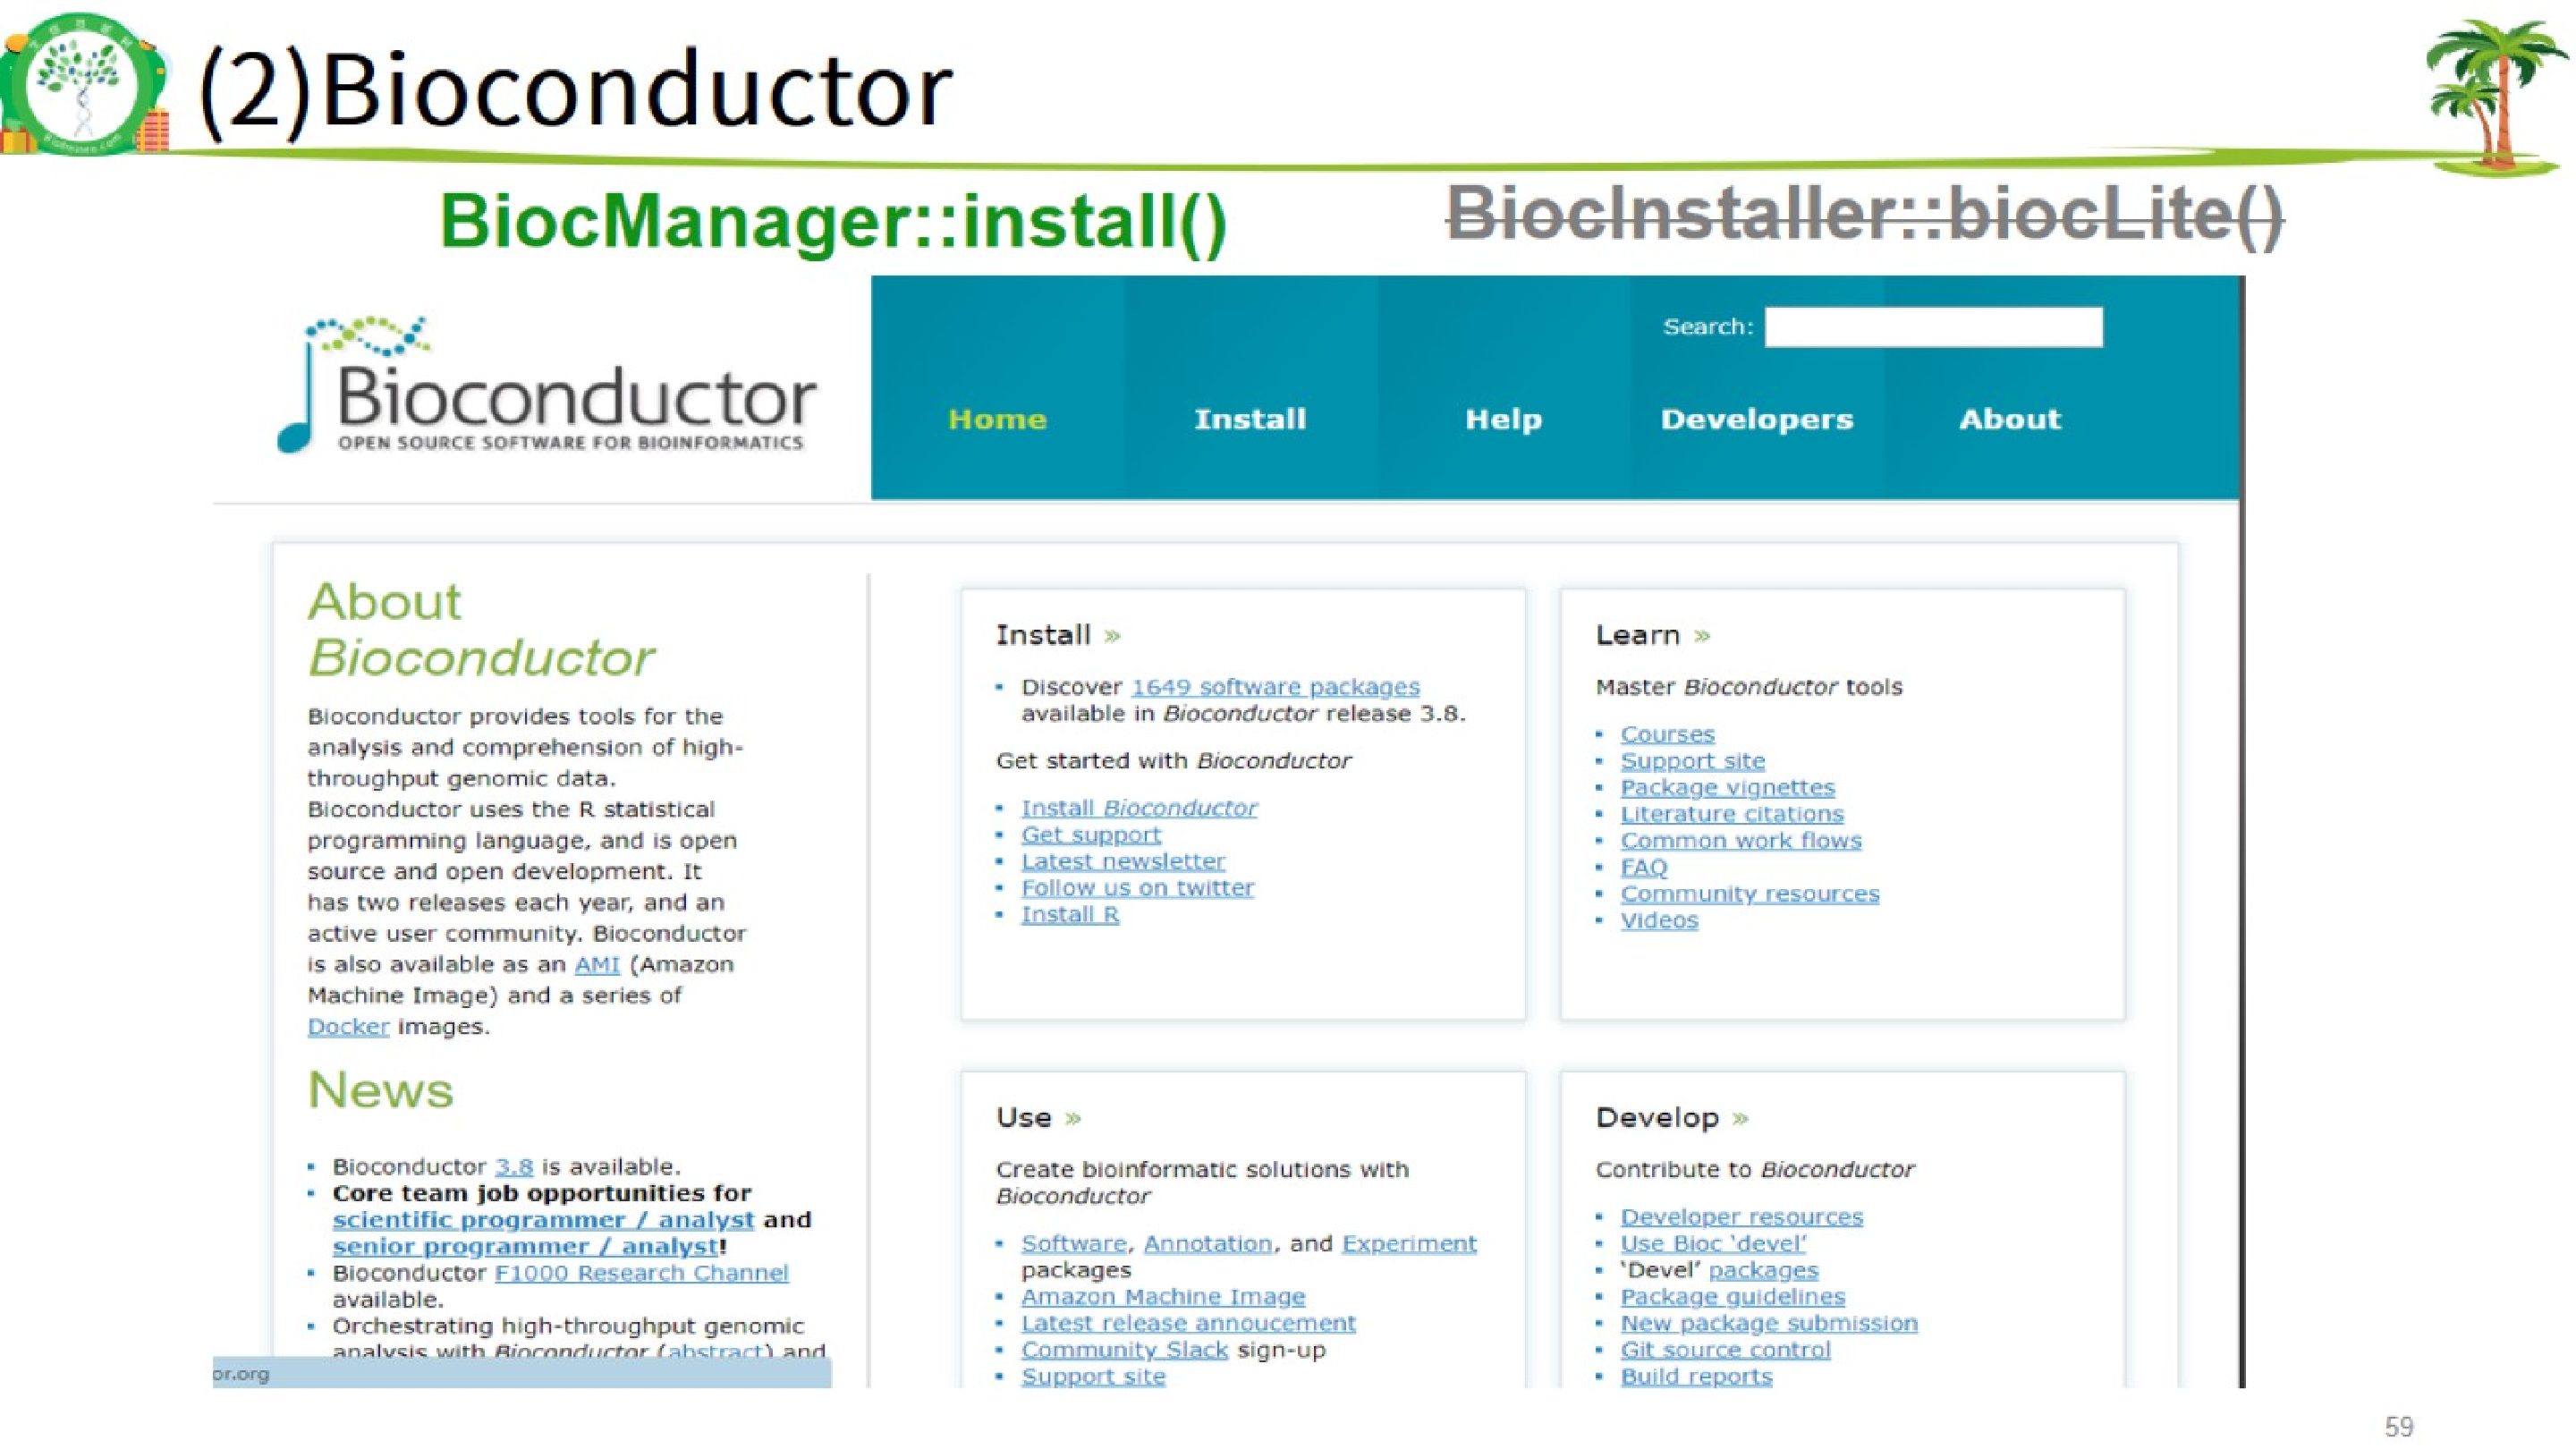 (2)Bioconductor
BiocManager::install()
BiocInstaller::biocLite()
Bioconductor
OPEN SOURCE SOFTWARE FOR BIOINFORMATICS
Search:
Home
Install
Help
Developers
About
About
Bioconductor
Bioconductor provides tools for the
analysis and comprehension of high-
throughput genomic data.
Bioconductor uses the R statistical
programming language, and is open
source and open development. It
has two releases each year, and an
active user community. Bioconductor
is also available as an AMI (Amazon
Machine Image) and a series of
Docker images.
News
▪ Bioconductor 3.8 is available.
▪ Core team job opportunities for
scientific programmer / analyst and
senior programmer / analyst!
▪ Bioconductor F1000 Research Channel
available.
▪ Orchestrating high-throughput genomic
analysis with Bioconductor (abstract) and
or.org
Install »
▪ Discover 1649 software packages
available in Bioconductor release 3.8.
Get started with Bioconductor
▪ Install Bioconductor
▪ Get support
▪ Latest newsletter
▪ Follow us on twitter
▪ Install R
Learn »
Master Bioconductor tools
▪ Courses
▪ Support site
▪ Package vignettes
▪ Literature citations
▪ Common work flows
▪ FAQ
▪ Community resources
▪ Videos
Use »
Create bioinformatic solutions with
Bioconductor
▪ Software, Annotation, and Experiment
packages
▪ Amazon Machine Image
▪ Latest release annoucement
▪ Community Slack sign-up
▪ Support site
Develop »
Contribute to Bioconductor
▪ Developer resources
▪ Use Bioc ‘devel’
▪ ‘Devel’ packages
▪ Package guidelines
▪ New package submission
▪ Git source control
▪ Build reports
59